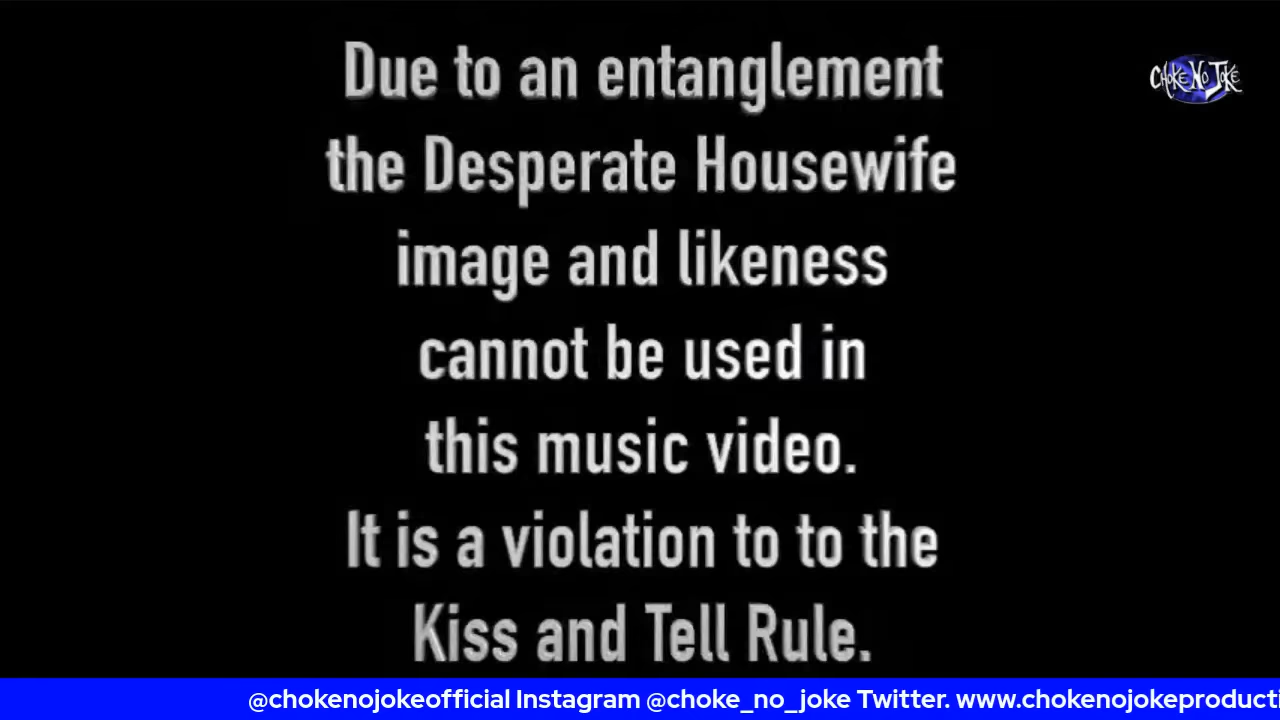 Due to an entanglement
the Desperate Housewife
image and likeness
cannot be used in
this music video.
It is a violation to to the
Kiss and Tell Rule.
CHOKE NO JOKE
@chokenojokeofficial Instagram @choke_no_joke Twitter. www.chokenojokeproducti